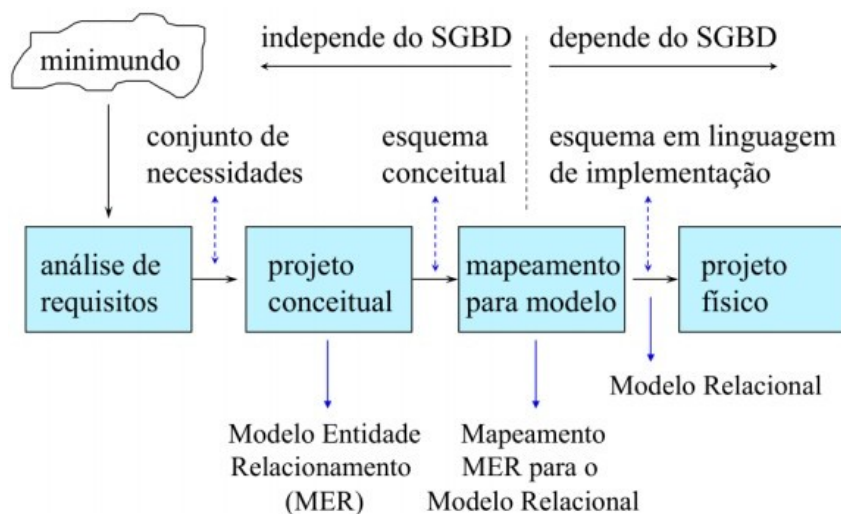 minimundo
independe do SGBD
depende do SGBD
conjunto de
necessidades
esquema
conceitual
esquema em linguagem
de implementação
análise de
requisitos
projeto
conceitual
mapeamento
para modelo
projeto
físico
Modelo Relacional
Modelo Entidade
Relacionamento
(MER)
Mapeamento
MER para o
Modelo Relacional